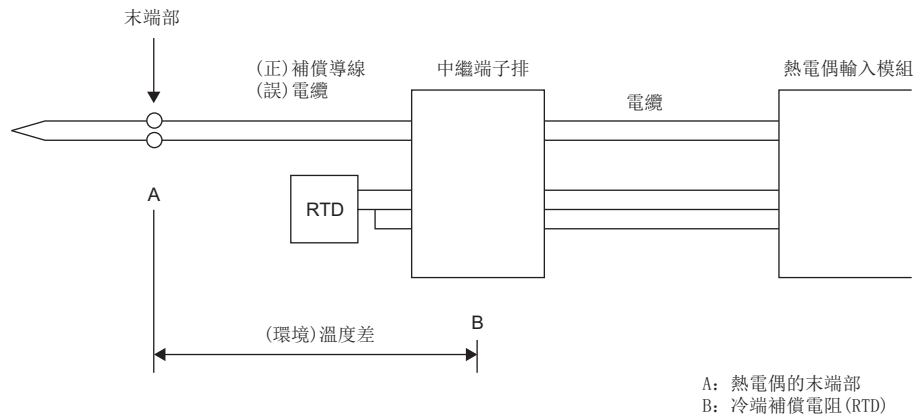 末端部
(正)補償導線
(誤)電纜
中繼端子排
熱電偶輸入模組
電纜
A
RTD
B
(環境)溫度差
A: 熱電偶的末端部
B: 冷端補償電阻(RTD)